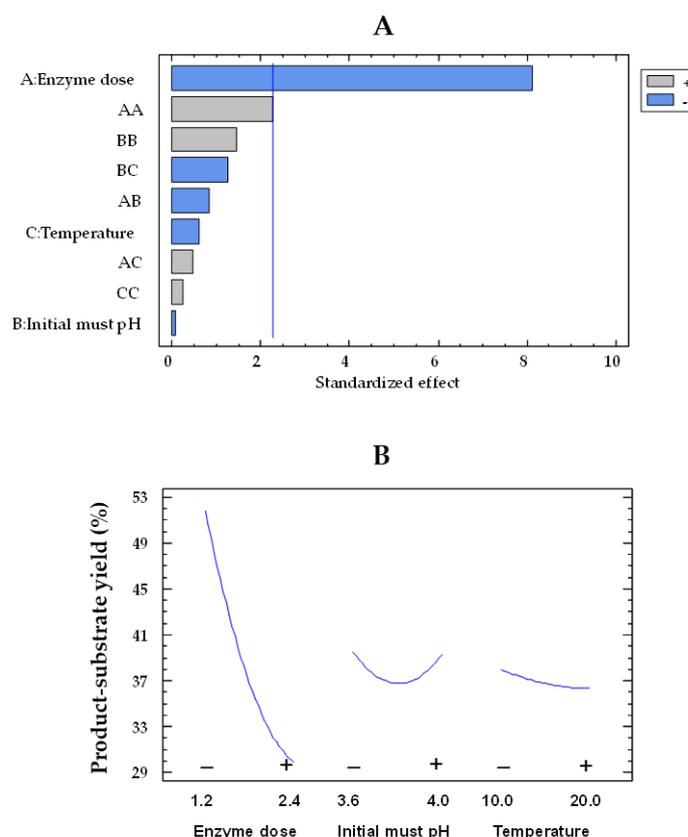 A
A:Enzyme dose
+
-
AA
BB
BC
AB
C:Temperature
AC
CC
B:Initial must pH
0 2 4 6 8 10
Standardized effect
B
Product-substrate yield (%)
53
49
45
41
37
33
29
− + − + − +
1.2 2.4 3.6 4.0 10.0 20.0
Enzyme dose Initial must pH Temperature